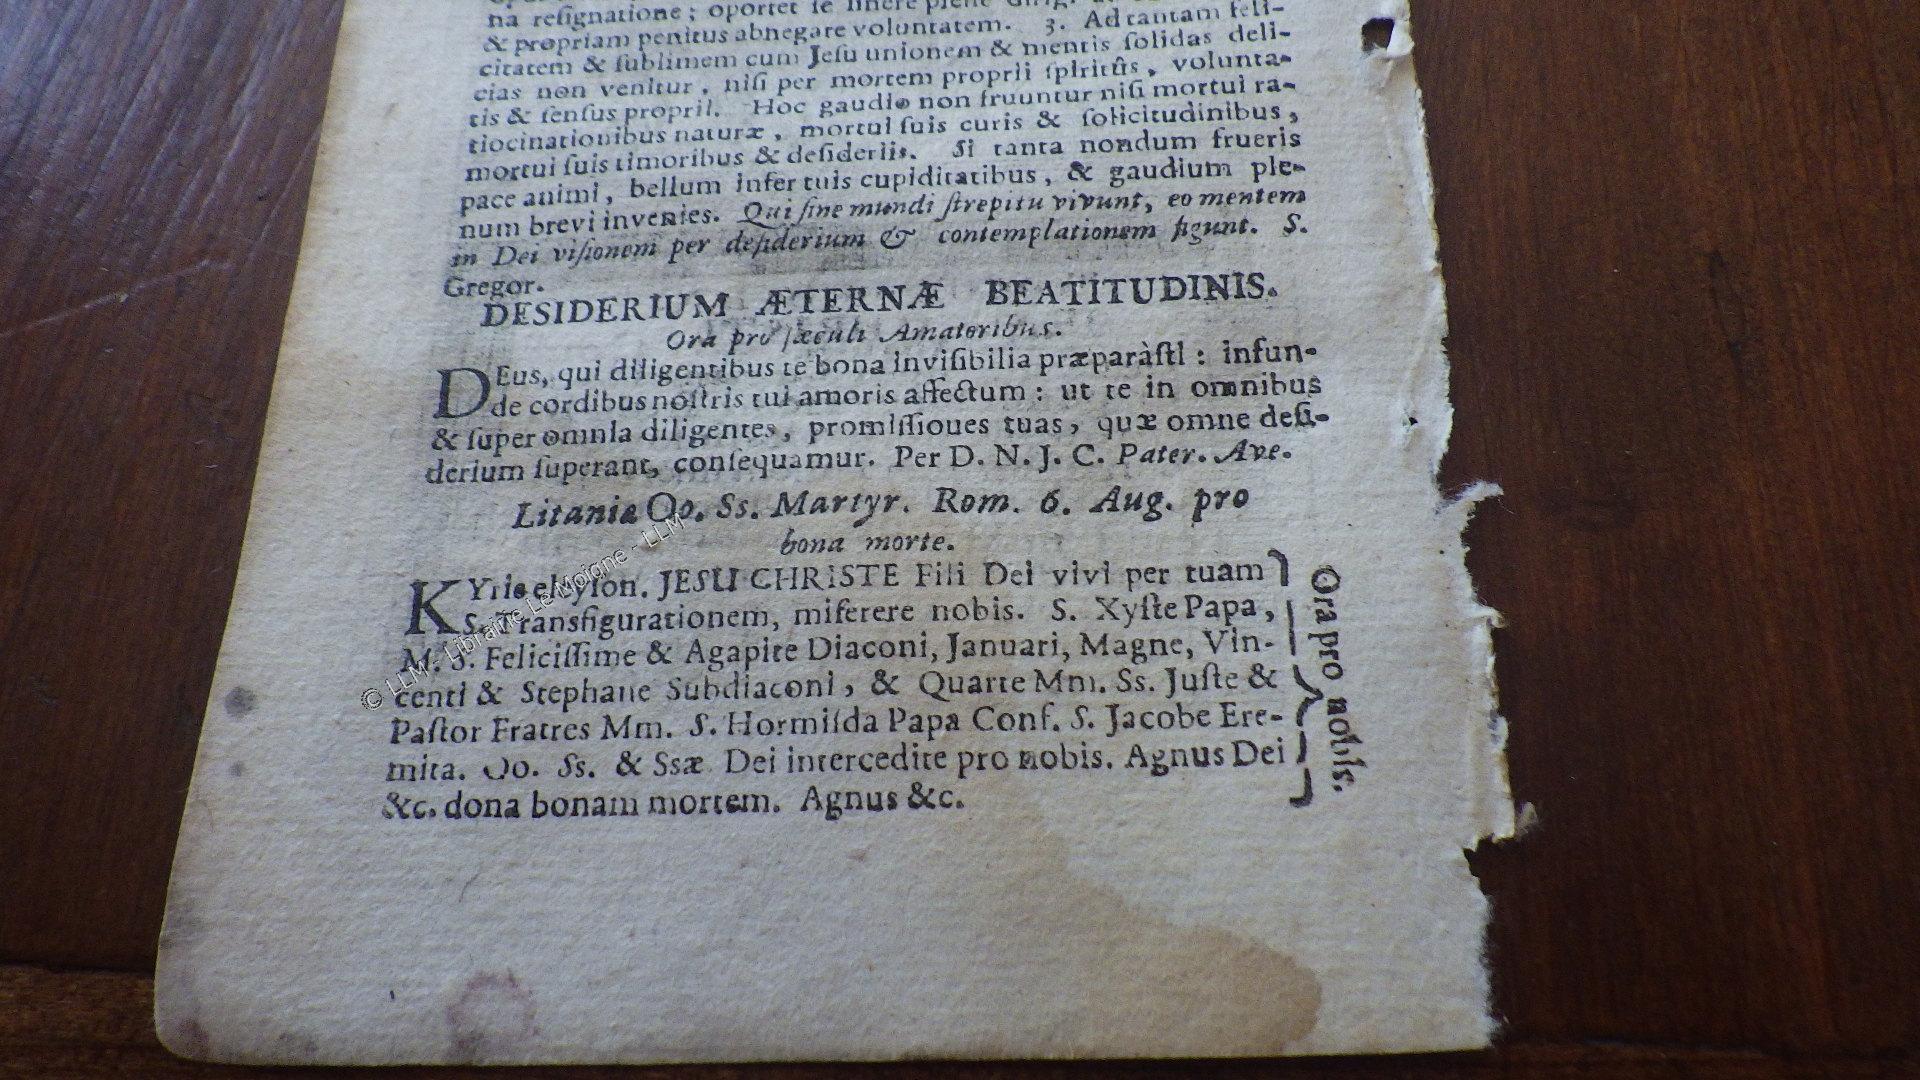 na reſignatione; oportet ſe ſinere plene
& propriam penitus abnegare voluntatem. 3. Ad tantam feli-
citatem & ſublimem cum Jeſu unionem & mentis ſolidas deli-
cias non venitur, niſi per mortem proprii ſpiritûs, volunta-
tis & ſenſus proprii. Hoc gaudio non fruuntur niſi mortui ra-
tiocinationibus naturæ, mortui ſuis curis & ſolicitudinibus,
mortui ſuis timoribus & deſideriis. Si tanta nondum frueris
pace animi, bellum infer tuis cupiditatibus, & gaudium ple-
num brevi invenies. Qui ſine mundi ſtrepitu vivunt, eo mentem
in Dei viſionem per deſiderium & contemplationem figunt. S.
Gregor.
DESIDERIUM ÆTERNÆ BEATITUDINIS.
Ora pro ſæculi Amatoribus.
DEus, qui diligentibus te bona inviſibilia præparàſti: infun-
de cordibus noſtris tui amoris affectum: ut te in omnibus
& ſuper omnia diligentes, promiſſioues tuas, quæ omne deſi-
derium ſuperant, conſequamur. Per D. N. J. C. Pater. Ave.
Litania Oo. Ss. Martyr. Rom. 6. Aug. pro
bona morte.
KYrie eleyſon. JESU CHRISTE Fili Dei vivi per tuam
S. Transfigurationem, miſerere nobis. S. Xyſte Papa,
M. S. Feliciſſime & Agapite Diaconi, Januari, Magne, Vin-
centi & Stephane Subdiaconi, & Quarte Mm. Ss. Juſte &
Paſtor Fratres Mm. S. Hormiſda Papa Conf. S. Jacobe Ere-
mita. Oo. Ss. & Ssæ Dei intercedite pro nobis. Agnus Dei
&c. dona bonam mortem. Agnus &c.
Ora pro nobis.
© LLM - Librairie Le Moigne - LLM